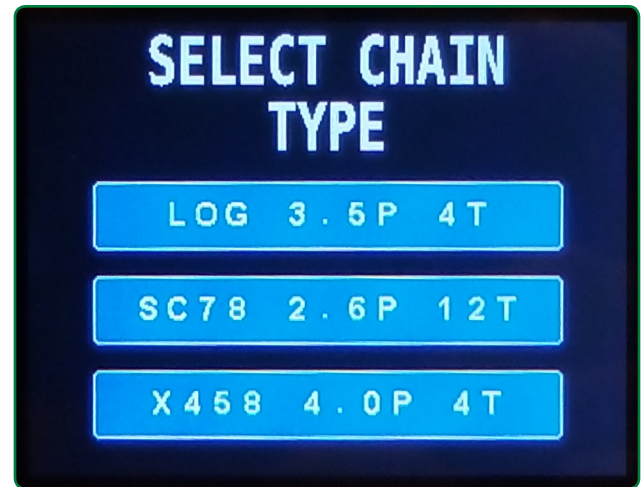 SELECT CHAIN
TYPE
LOG 3.5P 4T
SC78 2.6P 12T
X458 4.0P 4T